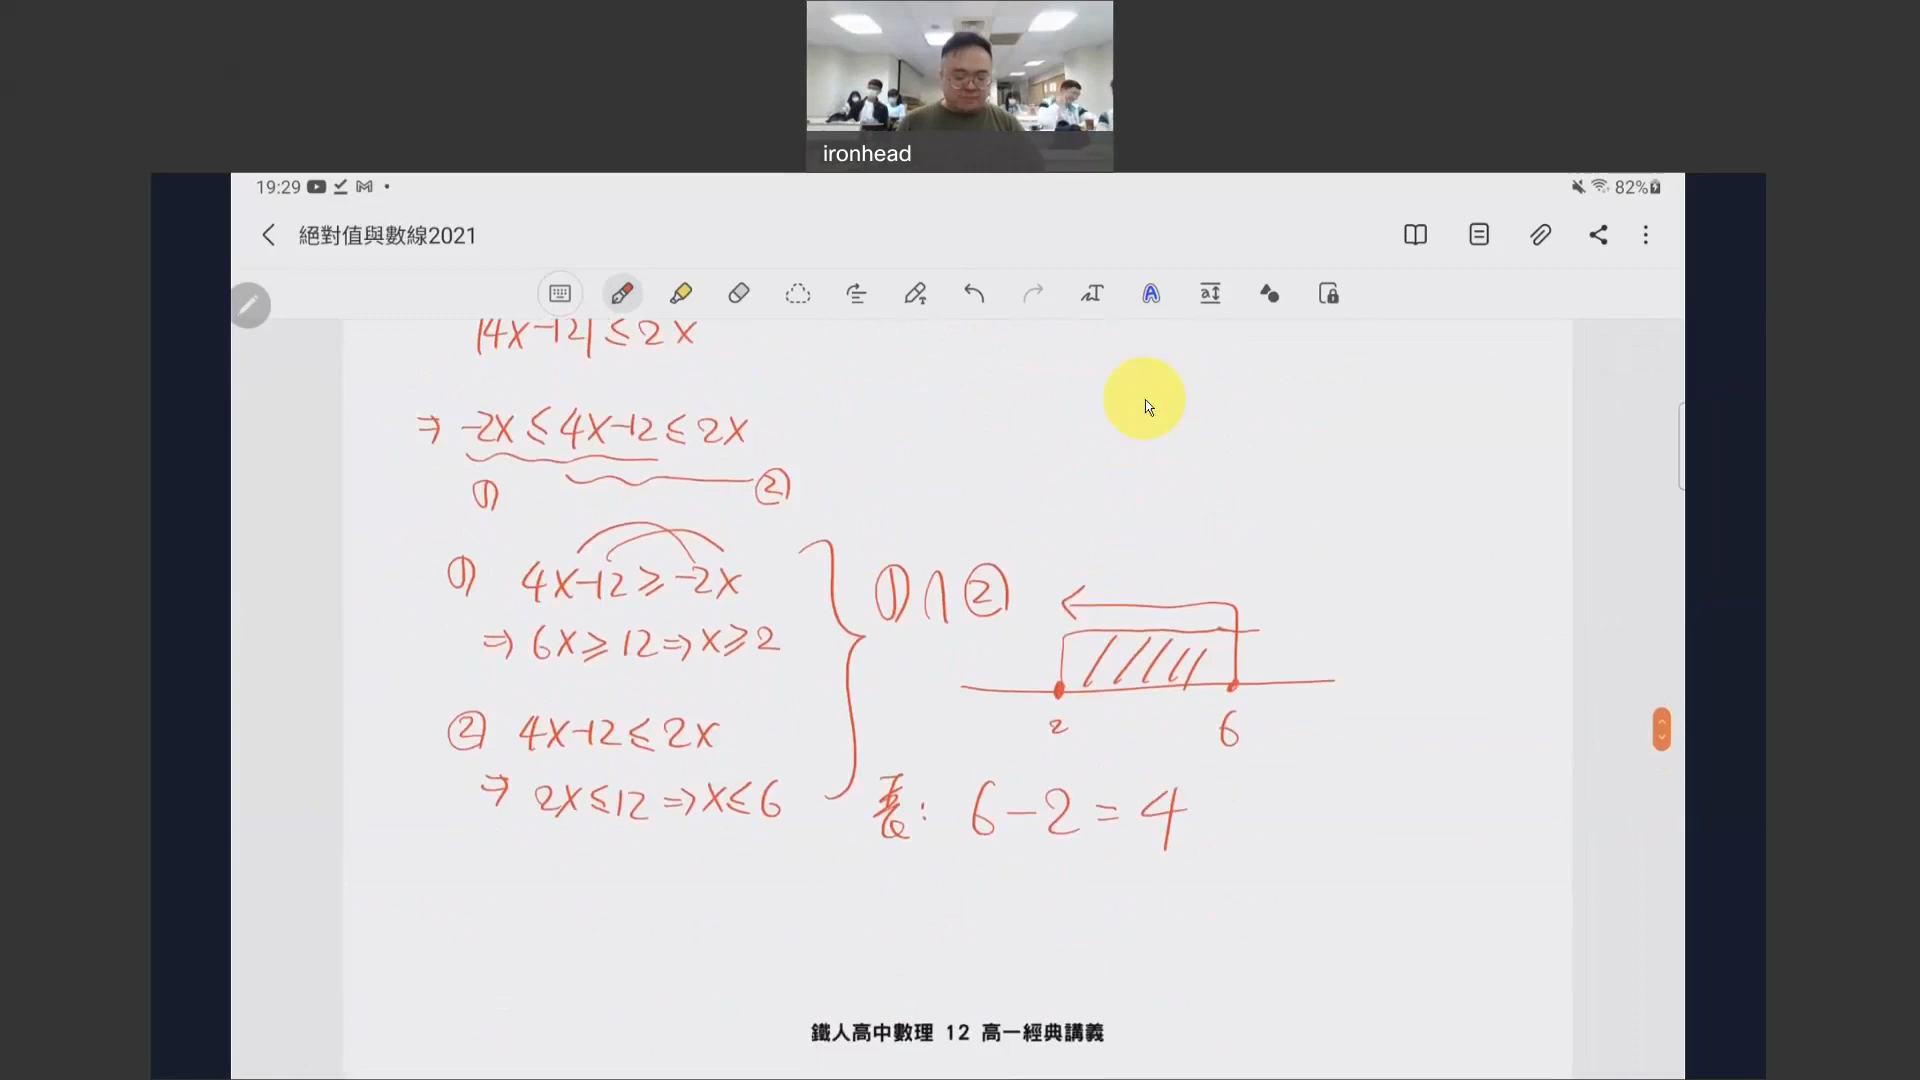 ironhead
19:29
82%
絕對值與數線2021
|4x-12| ≤ 2x
⇒ -2x ≤ 4x-12 ≤ 2x
① ②
① 4x-12 ≥ -2x
⇒ 6x ≥ 12 ⇒ x ≥ 2
② 4x-12 ≤ 2x
⇒ 2x ≤ 12 ⇒ x ≤ 6
① ∩ ②
2 6
長: 6-2=4
鐵人高中數理 12 高一經典講義